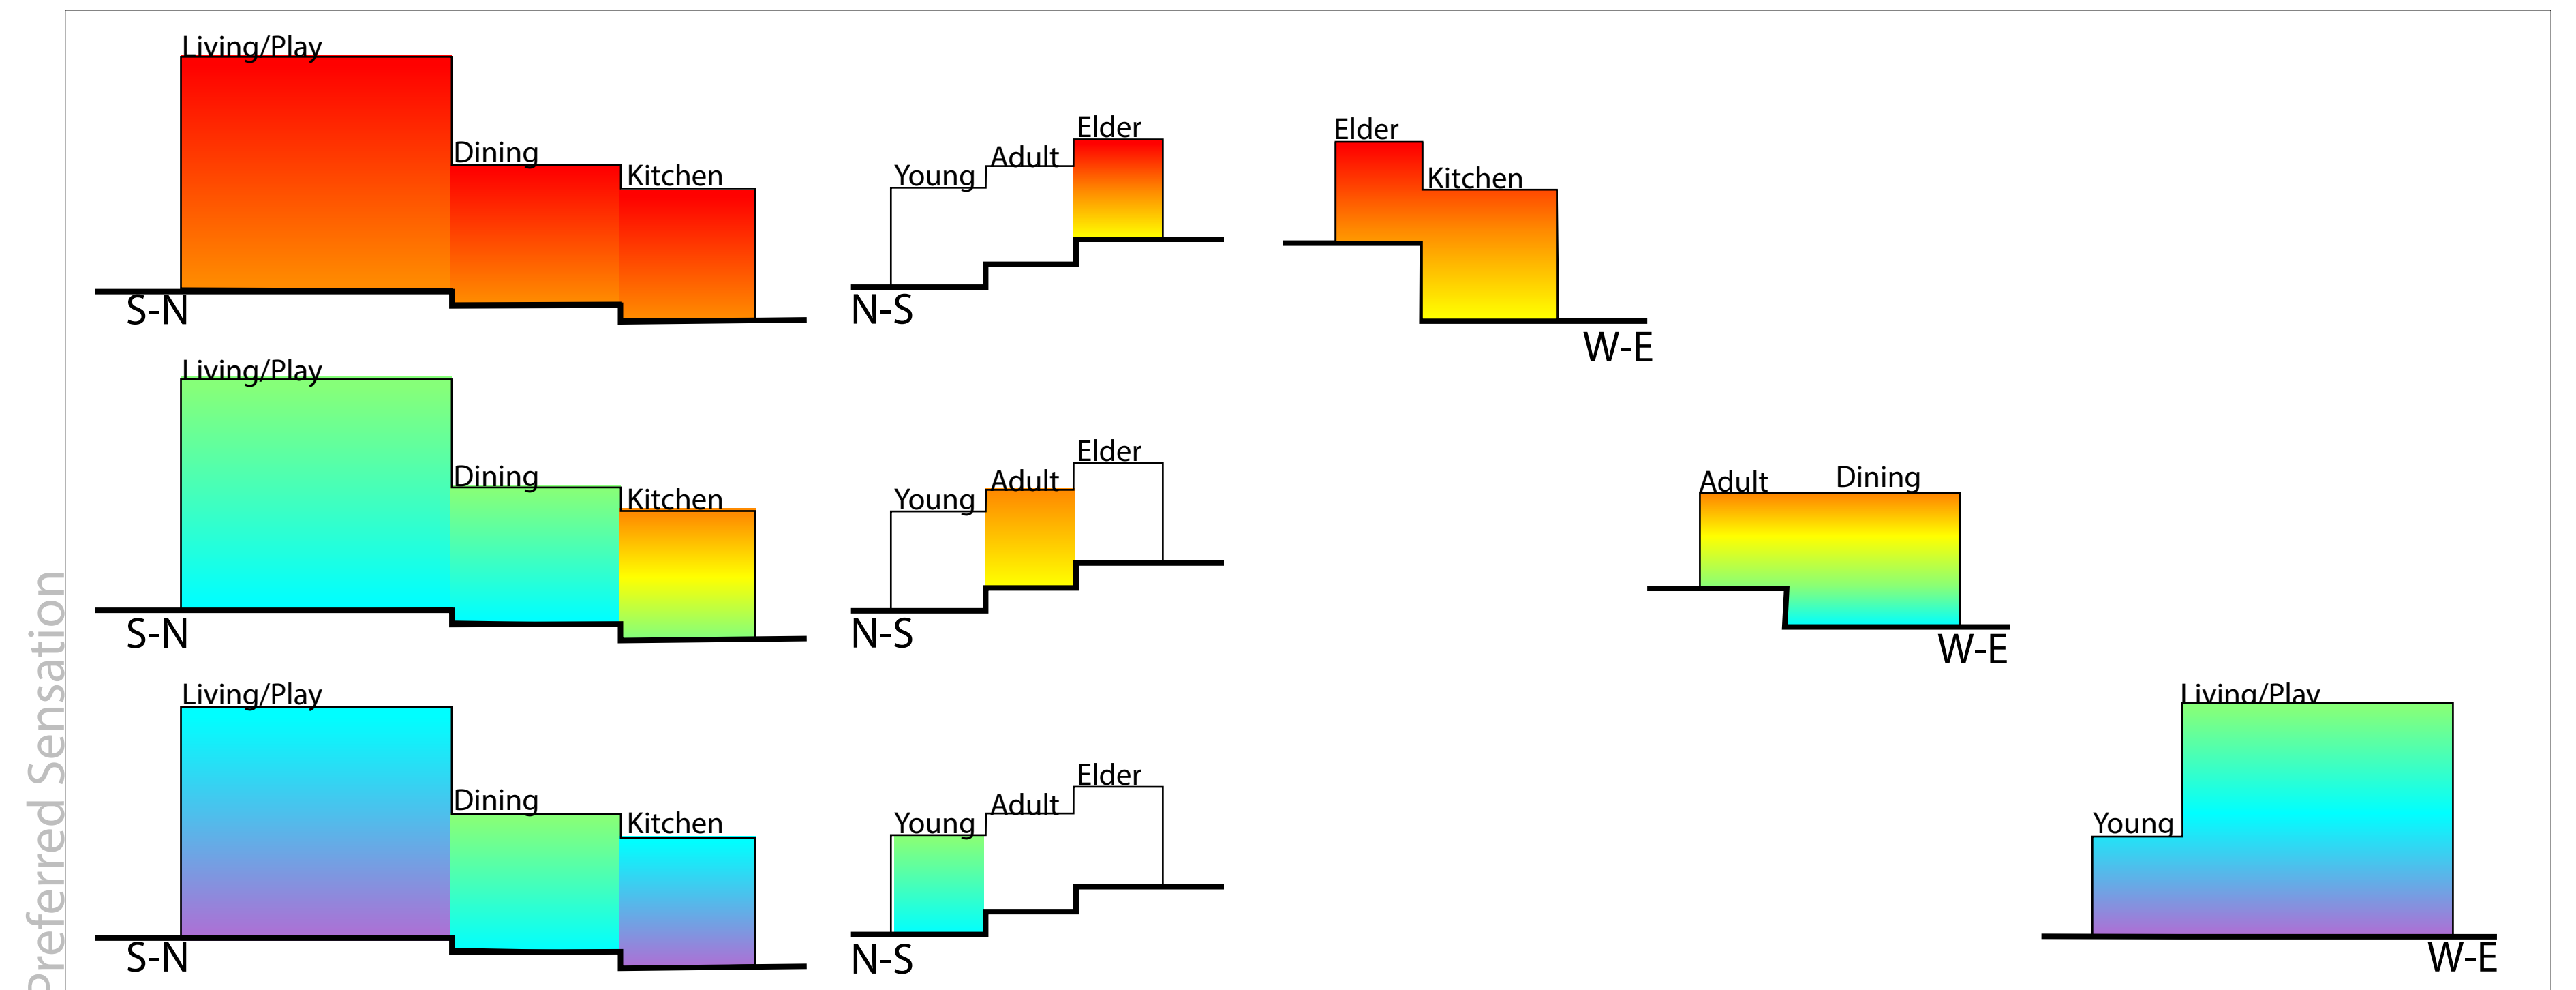 Preferred Sensation
Living/Play
Dining
Kitchen
S-N
Young
Adult
Elder
N-S
Elder
Kitchen
W-E
Living/Play
Dining
Kitchen
S-N
Young
Adult
Elder
N-S
Adult
Dining
W-E
Living/Play
Dining
Kitchen
S-N
Young
Adult
Elder
N-S
Young
Living/Play
W-E